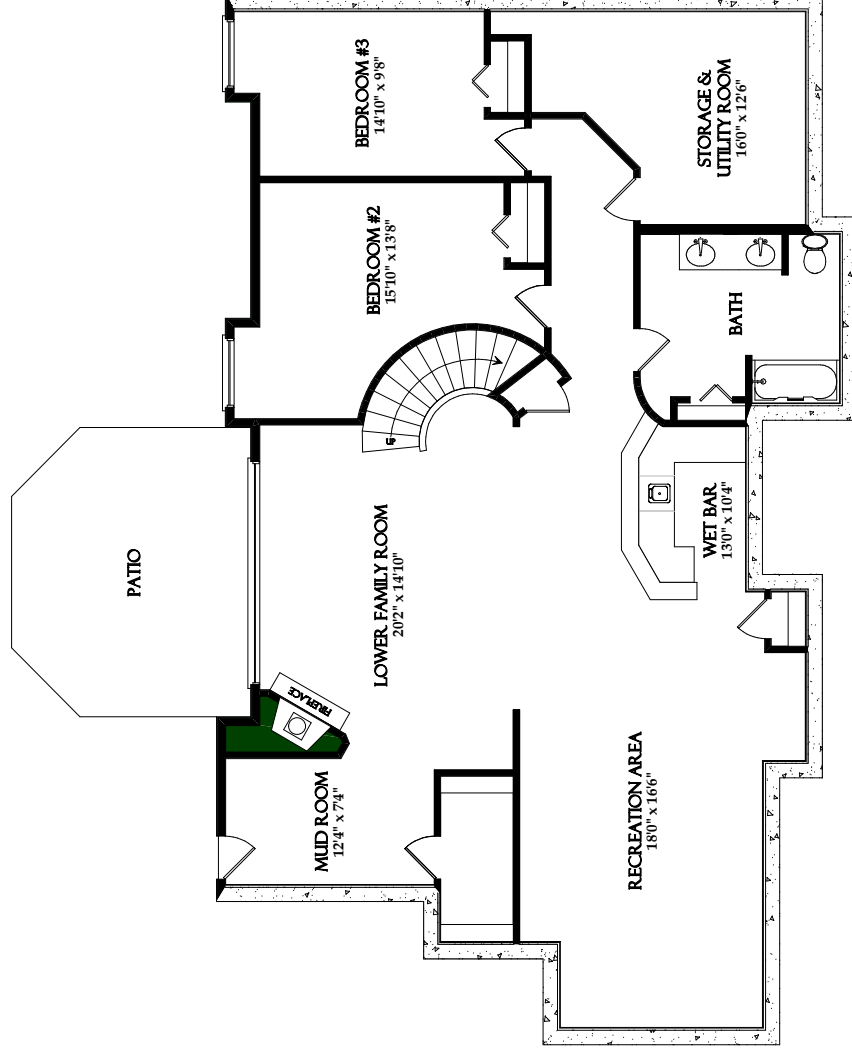 BEDROOM #3
14'10" x 9'8"
STORAGE &
UTILITY ROOM
16'0" x 12'6"
BEDROOM #2
15'10" x 13'8"
BATH
UP
PATIO
LOWER FAMILY ROOM
20'2" x 14'10"
WET BAR
13'0" x 10'4"
FIREPLACE
MUD ROOM
12'4" x 7'4"
RECREATION AREA
18'0" x 16'6"